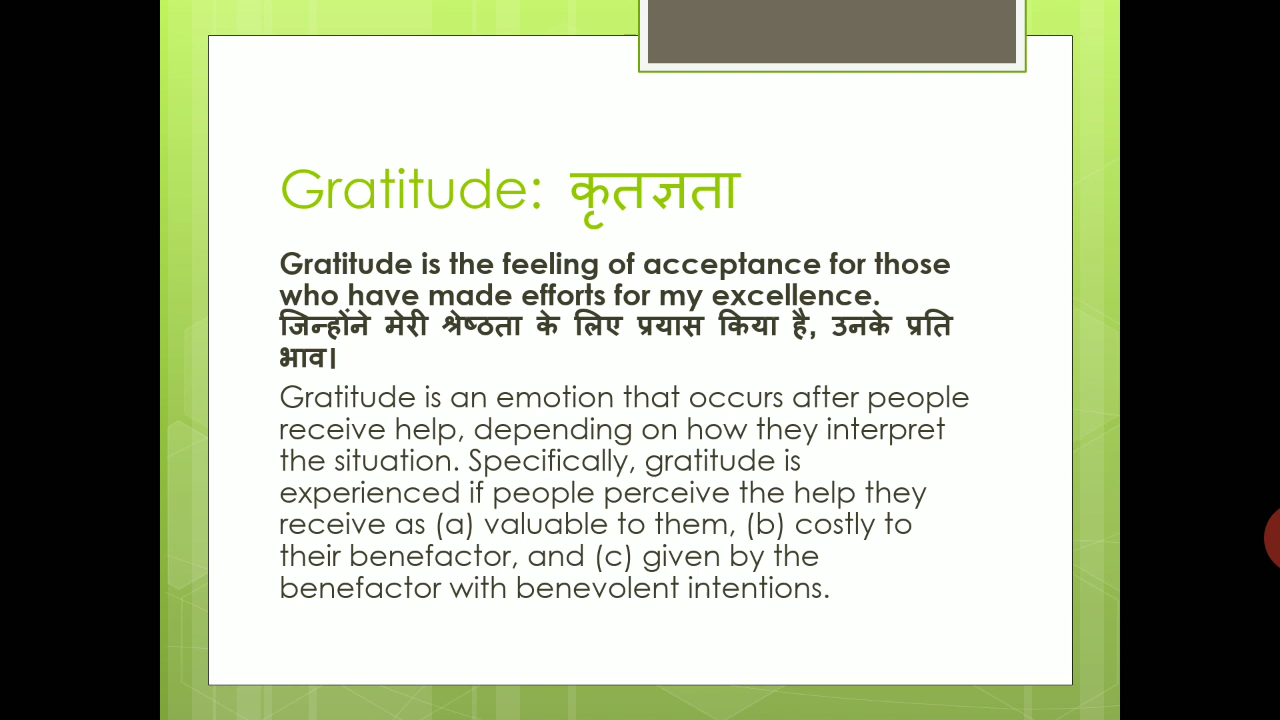 Gratitude: कृतज्ञता
Gratitude is the feeling of acceptance for those
who have made efforts for my excellence.
जिन्होंने मेरी श्रेष्ठता के लिए प्रयास किया है, उनके प्रति
भाव।
Gratitude is an emotion that occurs after people
receive help, depending on how they interpret
the situation. Specifically, gratitude is
experienced if people perceive the help they
receive as (a) valuable to them, (b) costly to
their benefactor, and (c) given by the
benefactor with benevolent intentions.